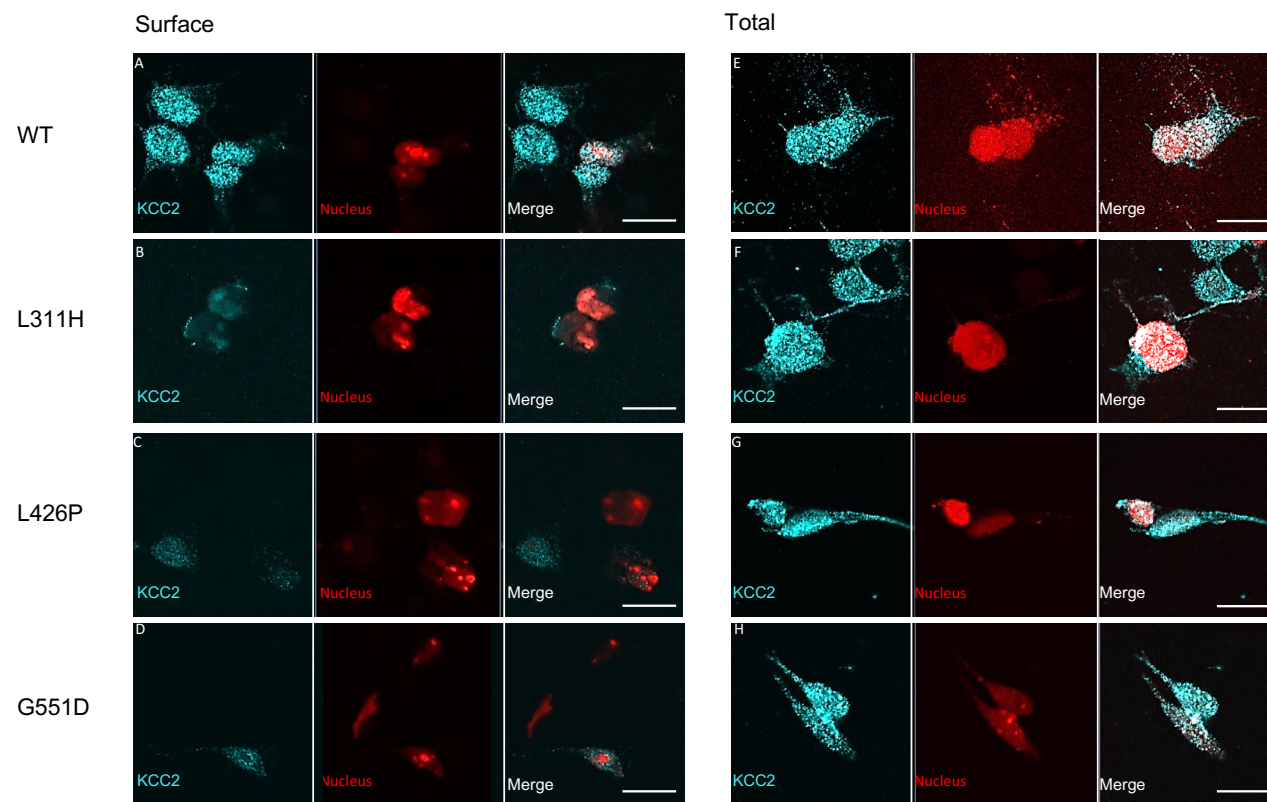 Surface
Total
WT
A
KCC2
Nucleus
Merge
E
KCC2
Nucleus
Merge
L311H
B
KCC2
Nucleus
Merge
F
KCC2
Nucleus
Merge
L426P
C
KCC2
Nucleus
Merge
G
KCC2
Nucleus
Merge
G551D
D
KCC2
Nucleus
Merge
H
KCC2
Nucleus
Merge